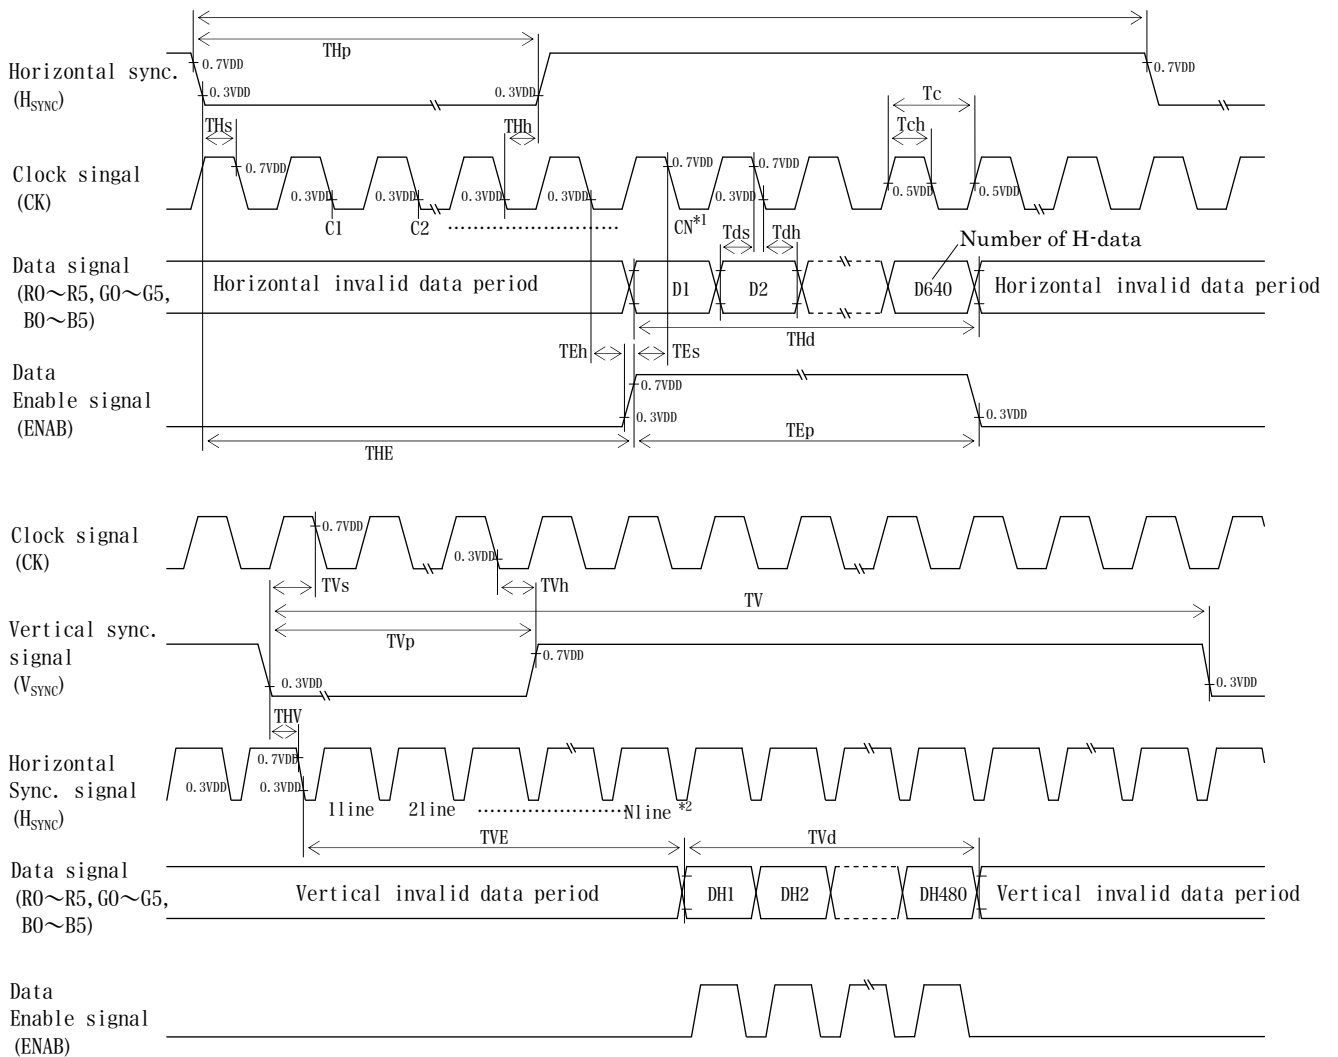 THp
Horizontal sync.
(HSYNC)
0.7VDD
0.3VDD
0.3VDD
0.7VDD
Tc
Tch
THs
THh
Clock singal
(CK)
0.7VDD
0.3VDD
0.3VDD
0.3VDD
0.3VDD
0.7VDD
0.3VDD
0.7VDD
0.5VDD
0.5VDD
C1
C2
........................
CN*1
Tds
Tdh
Number of H-data
Data signal
(R0～R5,G0～G5,
B0～B5)
Horizontal invalid data period
D1
D2
D640
Horizontal invalid data period
THd
TEh
TEs
Data
Enable signal
(ENAB)
0.7VDD
0.3VDD
0.3VDD
THE
TEp
Clock signal
(CK)
0.7VDD
0.3VDD
TVs
TVh
TV
Vertical sync.
signal
(VSYNC)
TVp
0.3VDD
0.7VDD
0.3VDD
THV
Horizontal
Sync. signal
(HSYNC)
0.3VDD
0.7VDD
0.3VDD
1line
2line
........................
Nline *2
TVE
TVd
Data signal
(R0～R5,G0～G5,
B0～B5)
Vertical invalid data period
DH1
DH2
DH480
Vertical invalid data period
Data
Enable signal
(ENAB)